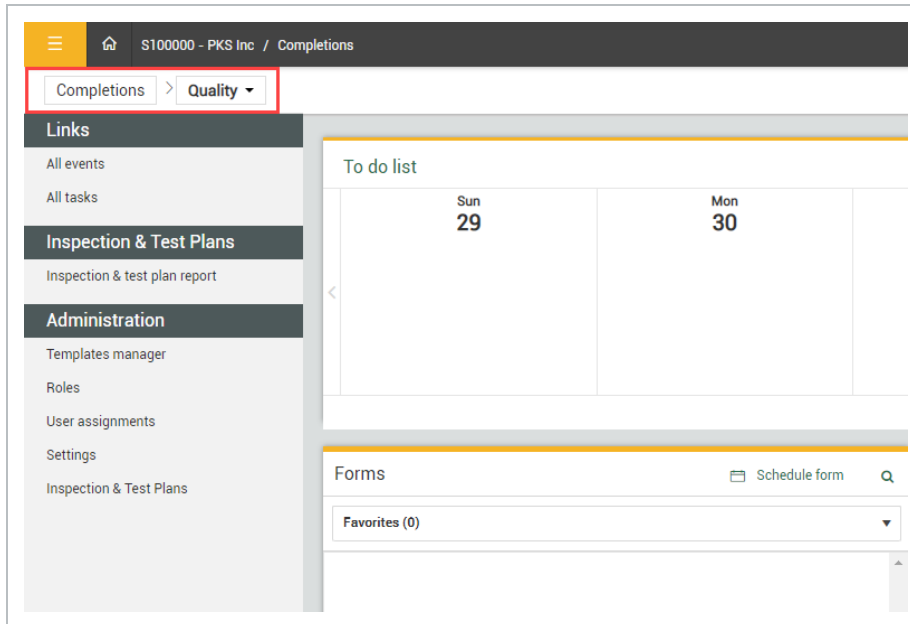 S100000 - PKS Inc / Completions
Completions > Quality
Links
All events
All tasks
Inspection & Test Plans
Inspection & test plan report
Administration
Templates manager
Roles
User assignments
Settings
Inspection & Test Plans
To do list
Sun
29
Mon
30
Forms
Schedule form
Favorites (0)